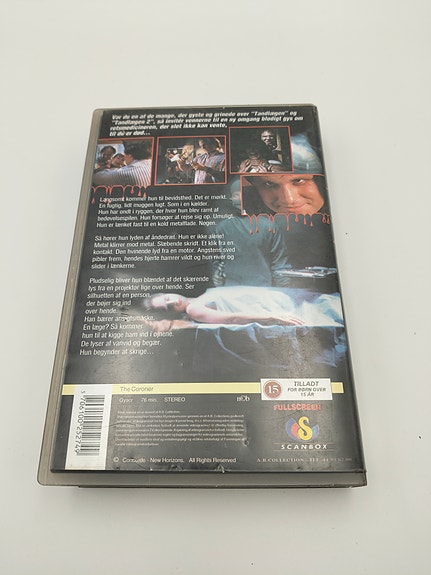 Var du en af de mange, der gyste og grinede over "Tandlægen" og
"Tandlægen 2", så invitér vennerne til en ny omgang blodigt gys om
retsmedicineren, der slet ikke kan vente,
til du er død...
Langsomt kommer hun til bevidsthed. Det er mørkt.
En fugtig, lidt muggen lugt. Som i en kælder.
Hun har ondt i ryggen, der hvor hun blev ramt af
bedøvelsespilen. Hun forsøger at rejse sig op. Umuligt.
Hun er lænket fast til en kold metalflade. Nøgen.
Så hører hun lyden af åndedræt. Hun er ikke alene!
Metal klirrer mod metal. Slæbende skridt. Et klik fra en
kontakt. Den hvinende lyd fra en motor. Angstens sved
pibler frem, hendes hjerte hamrer vildt og hun river og
slider i lænkerne.
Pludselig bliver hun blændet af det skærende
lys fra en projektør lige over hende. Ser
silhuetten af en person,
der bøjer sig ind
over hende.
Han bærer ansigtsmaske.
En læge? Så kommer
hun til at kigge ham ind i øjnene.
De lyser af vanvid og begær.
Hun begynder at skrige...
The Coroner
Gyser 76 min. STEREO nCb
15
TILLADT
FOR BØRN OVER
15 ÅR
FULLSCREEN
S
SCANBOX
5706100252749
© Concorde - New Horizons. All Rights Reserved
A-B COLLECTION